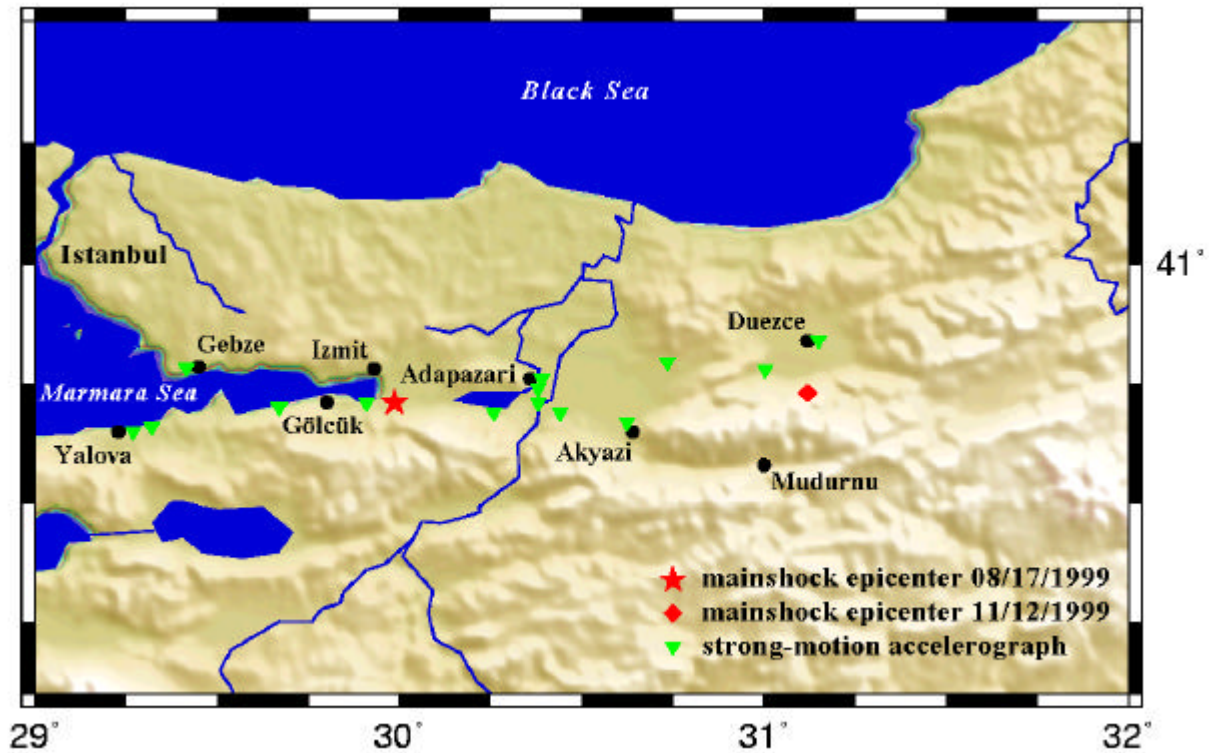 Black Sea
Istanbul
41°
Duezce
Gebze
Izmit
Adapazari
Marmara Sea
Gölcük
Yalova
Akyazi
Mudurnu
mainshock epicenter 08/17/1999
mainshock epicenter 11/12/1999
strong-motion accelerograph
29° 30° 31° 32°